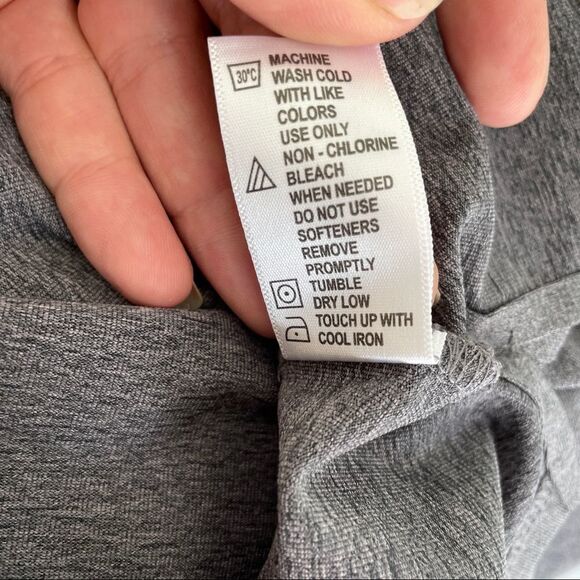 30°C
MACHINE
WASH COLD
WITH LIKE
COLORS
USE ONLY
NON - CHLORINE
BLEACH
WHEN NEEDED
DO NOT USE
SOFTENERS
REMOVE
PROMPTLY
TUMBLE
DRY LOW
TOUCH UP WITH
COOL IRON